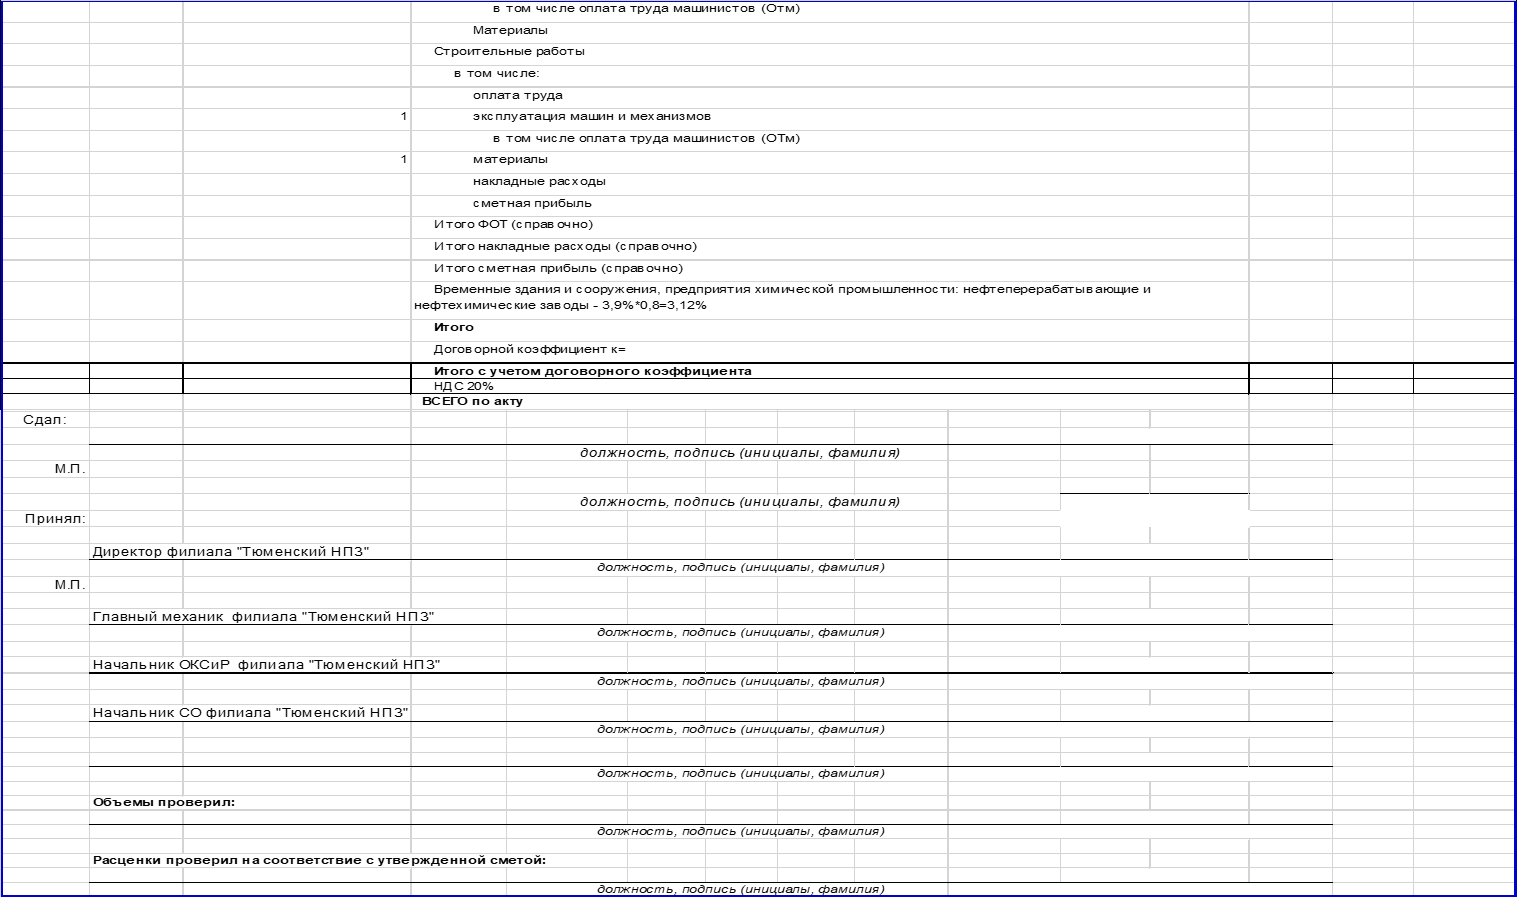 в том числе оплата труда машинистов (Отм)
Материалы
Строительные работы
в том числе:
оплата труда
1 эксплуатация машин и механизмов
в том числе оплата труда машинистов (ОТм)
1 материалы
накладные расходы
сметная прибыль
Итого ФОТ (справочно)
Итого накладные расходы (справочно)
Итого сметная прибыль (справочно)
Временные здания и сооружения, предприятия химической промышленности: нефтеперерабатывающие и
нефтехимические заводы - 3,9%*0,8=3,12%
Итого
Договорной коэффициент к=
Итого с учетом договорного коэффициента
НДС 20%
ВСЕГО по акту
Сдал:
должность, подпись (инициалы, фамилия)
М.П.
должность, подпись (инициалы, фамилия)
Принял:
Директор филиала "Тюменский НПЗ"
должность, подпись (инициалы, фамилия)
М.П.
Главный механик филиала "Тюменский НПЗ"
должность, подпись (инициалы, фамилия)
Начальник ОКСиР филиала "Тюменский НПЗ"
должность, подпись (инициалы, фамилия)
Начальник СО филиала "Тюменский НПЗ"
должность, подпись (инициалы, фамилия)
должность, подпись (инициалы, фамилия)
Объемы проверил:
должность, подпись (инициалы, фамилия)
Расценки проверил на соответствие с утвержденной сметой:
должность, подпись (инициалы, фамилия)